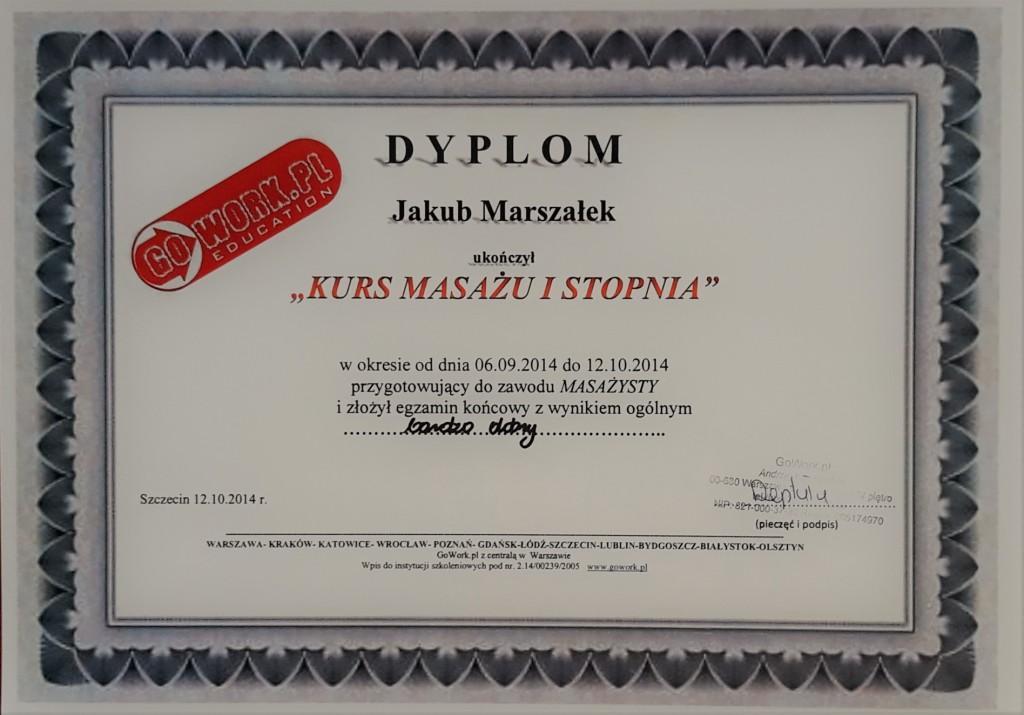 DYPLOM
GO WORK.PL
EDUCATION
Jakub Marszałek
ukończył
„KURS MASAŻU I STOPNIA”
w okresie od dnia 06.09.2014 do 12.10.2014
przygotowujący do zawodu MASAŻYSTY
i złożył egzamin końcowy z wynikiem ogólnym
bardzo dobry
GoWork.pl
piętro
Szczecin 12.10.2014 r.
(pieczęć i podpis)
WARSZAWA- KRAKÓW- KATOWICE- WROCŁAW- POZNAŃ- GDAŃSK-ŁÓDŹ-SZCZECIN-LUBLIN-BYDGOSZCZ-BIAŁYSTOK-OLSZTYN
GoWork.pl z centralą w Warszawie
Wpis do instytucji szkoleniowych pod nr. 2.14/00239/2005 www.gowork.pl